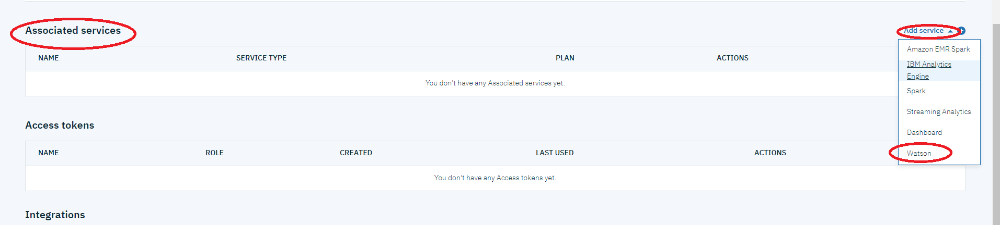 Associated services
Add service
NAME SERVICE TYPE PLAN ACTIONS
You don't have any Associated services yet.
Amazon EMR Spark
IBM Analytics
Engine
Spark
Streaming Analytics
Dashboard
Watson
Access tokens
NAME ROLE CREATED LAST USED ACTIONS
You don't have any Access tokens yet.
Integrations